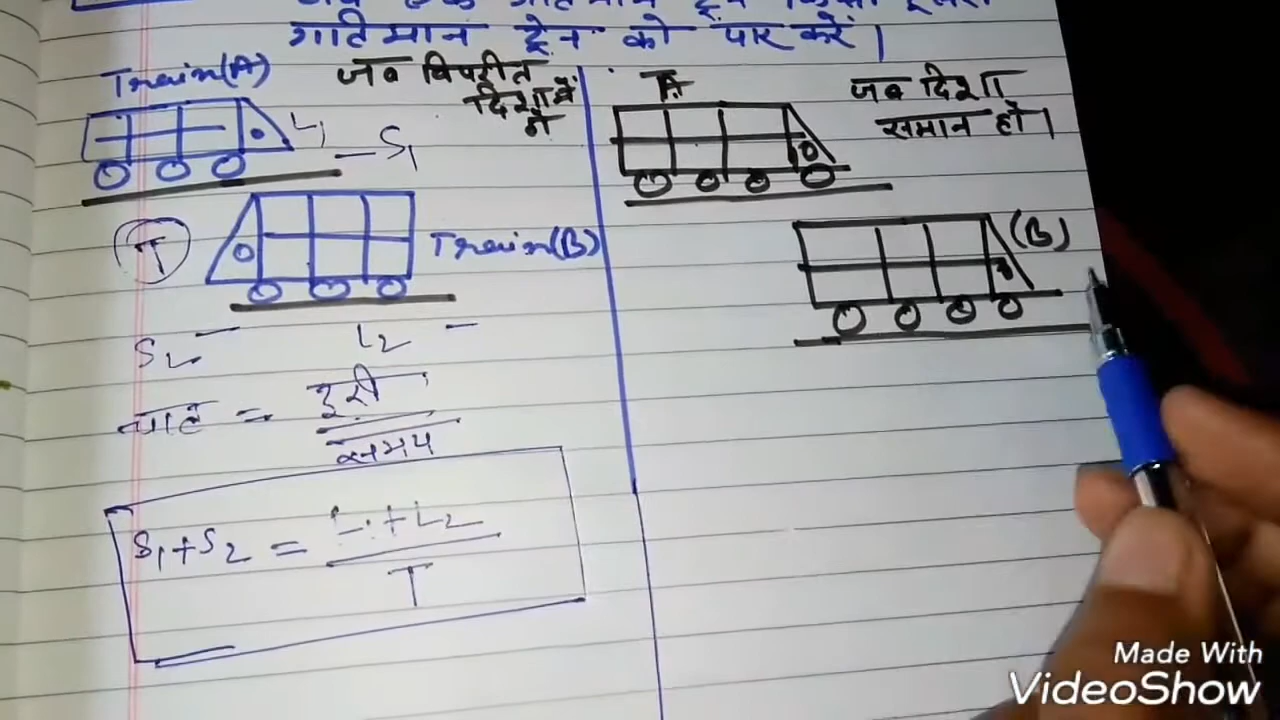 गतिमान ट्रेन को पार करें।
Train(A)
जब विपरीत
दिशा में
हो
L1
S1
T
Train(B)
S2
L2
चाल = दूरी
समय
S1+S2 = L1+L2
T
A
जब दिशा
समान हो।
(B)
Made With
VideoShow